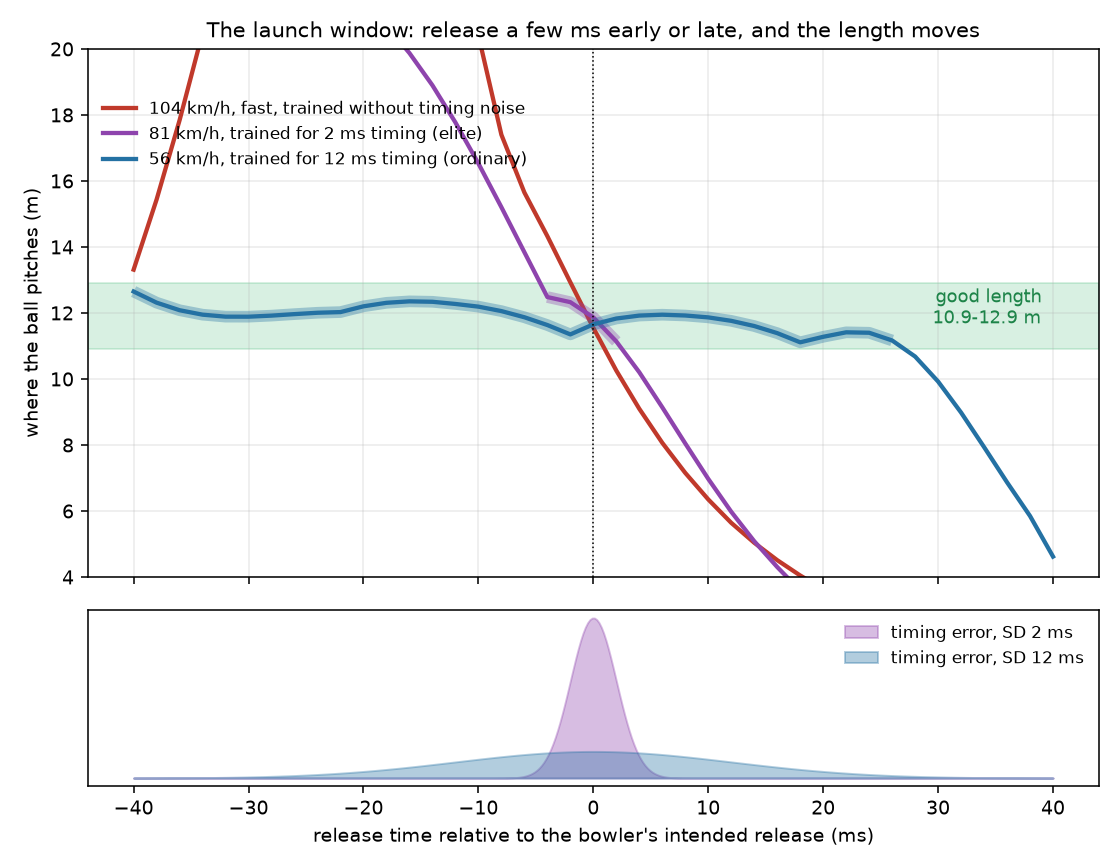 The launch window: release a few ms early or late, and the length moves
20
18
16
14
12
10
8
6
4
where the ball pitches (m)
104 km/h, fast, trained without timing noise
81 km/h, trained for 2 ms timing (elite)
56 km/h, trained for 12 ms timing (ordinary)
good length
10.9-12.9 m
timing error, SD 2 ms
timing error, SD 12 ms
−40 −30 −20 −10 0 10 20 30 40
release time relative to the bowler's intended release (ms)